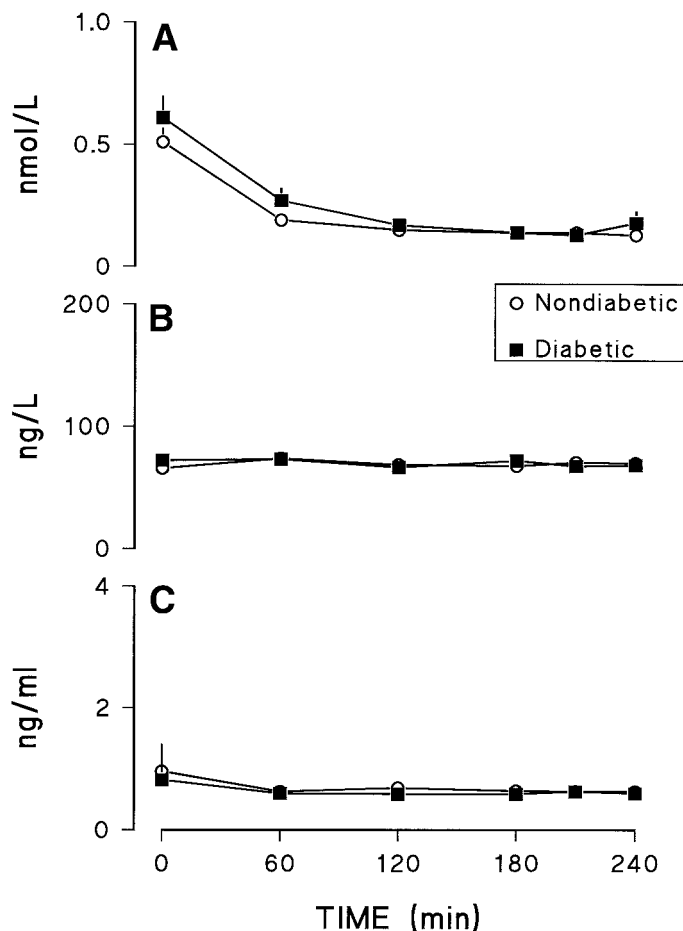 A
1.0
0.5
0
nmol/L
B
200
100
0
ng/L
Nondiabetic
Diabetic
C
4
2
0
ng/ml
0 60 120 180 240
TIME (min)